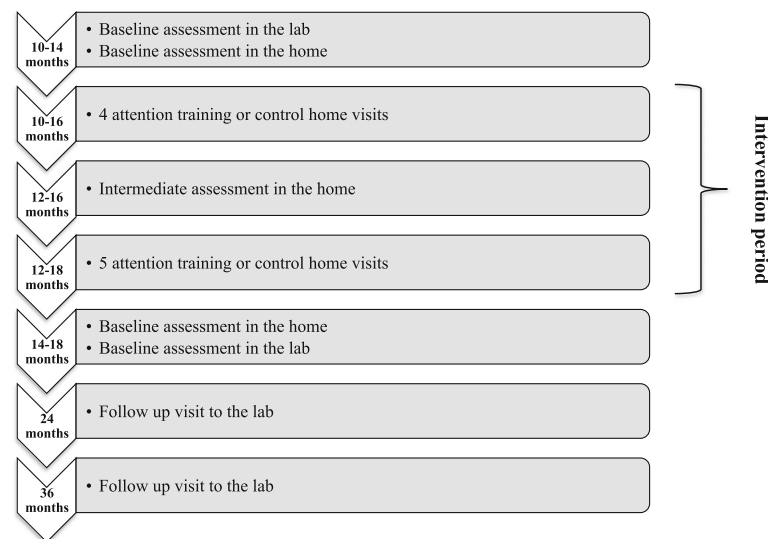 10-14
months
• Baseline assessment in the lab
• Baseline assessment in the home
10-16
months
• 4 attention training or control home visits
12-16
months
• Intermediate assessment in the home
12-18
months
• 5 attention training or control home visits
Intervention period
14-18
months
• Baseline assessment in the home
• Baseline assessment in the lab
24
months
• Follow up visit to the lab
36
months
• Follow up visit to the lab